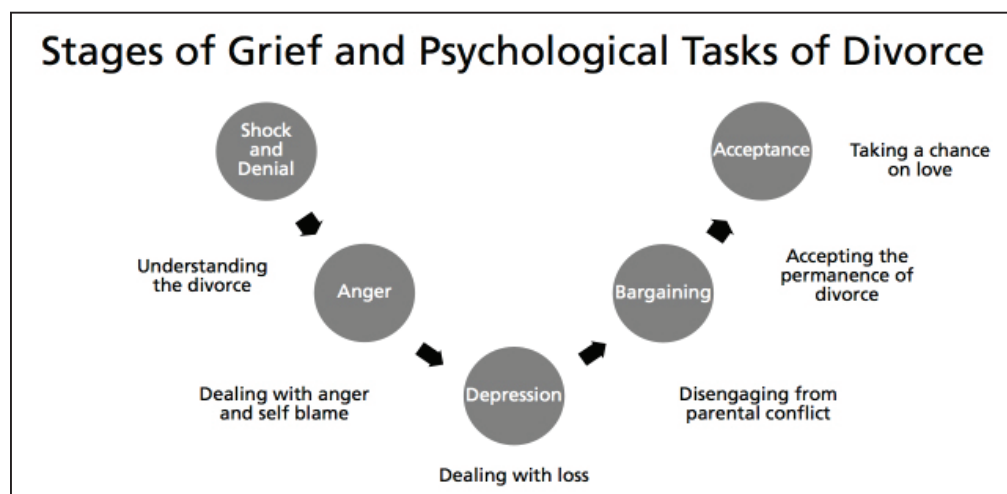 Stages of Grief and Psychological Tasks of Divorce
Shock
and
Denial
Understanding
the divorce
Anger
Dealing with anger
and self blame
Depression
Dealing with loss
Disengaging from
parental conflict
Bargaining
Accepting the
permanence of
divorce
Acceptance
Taking a chance
on love